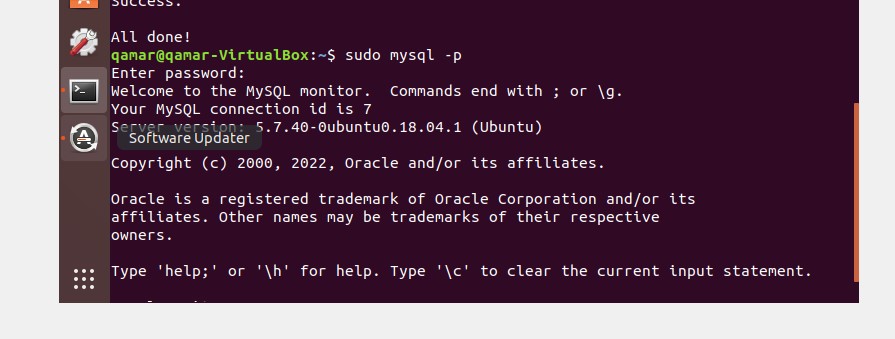 Success.
All done!
qamar@qamar-VirtualBox:~$ sudo mysql -p
Enter password:
Welcome to the MySQL monitor.  Commands end with ; or \g.
Your MySQL connection id is 7
Server version: 5.7.40-0ubuntu0.18.04.1 (Ubuntu)
Software Updater
Copyright (c) 2000, 2022, Oracle and/or its affiliates.
Oracle is a registered trademark of Oracle Corporation and/or its
affiliates. Other names may be trademarks of their respective
owners.
Type 'help;' or '\h' for help. Type '\c' to clear the current input statement.